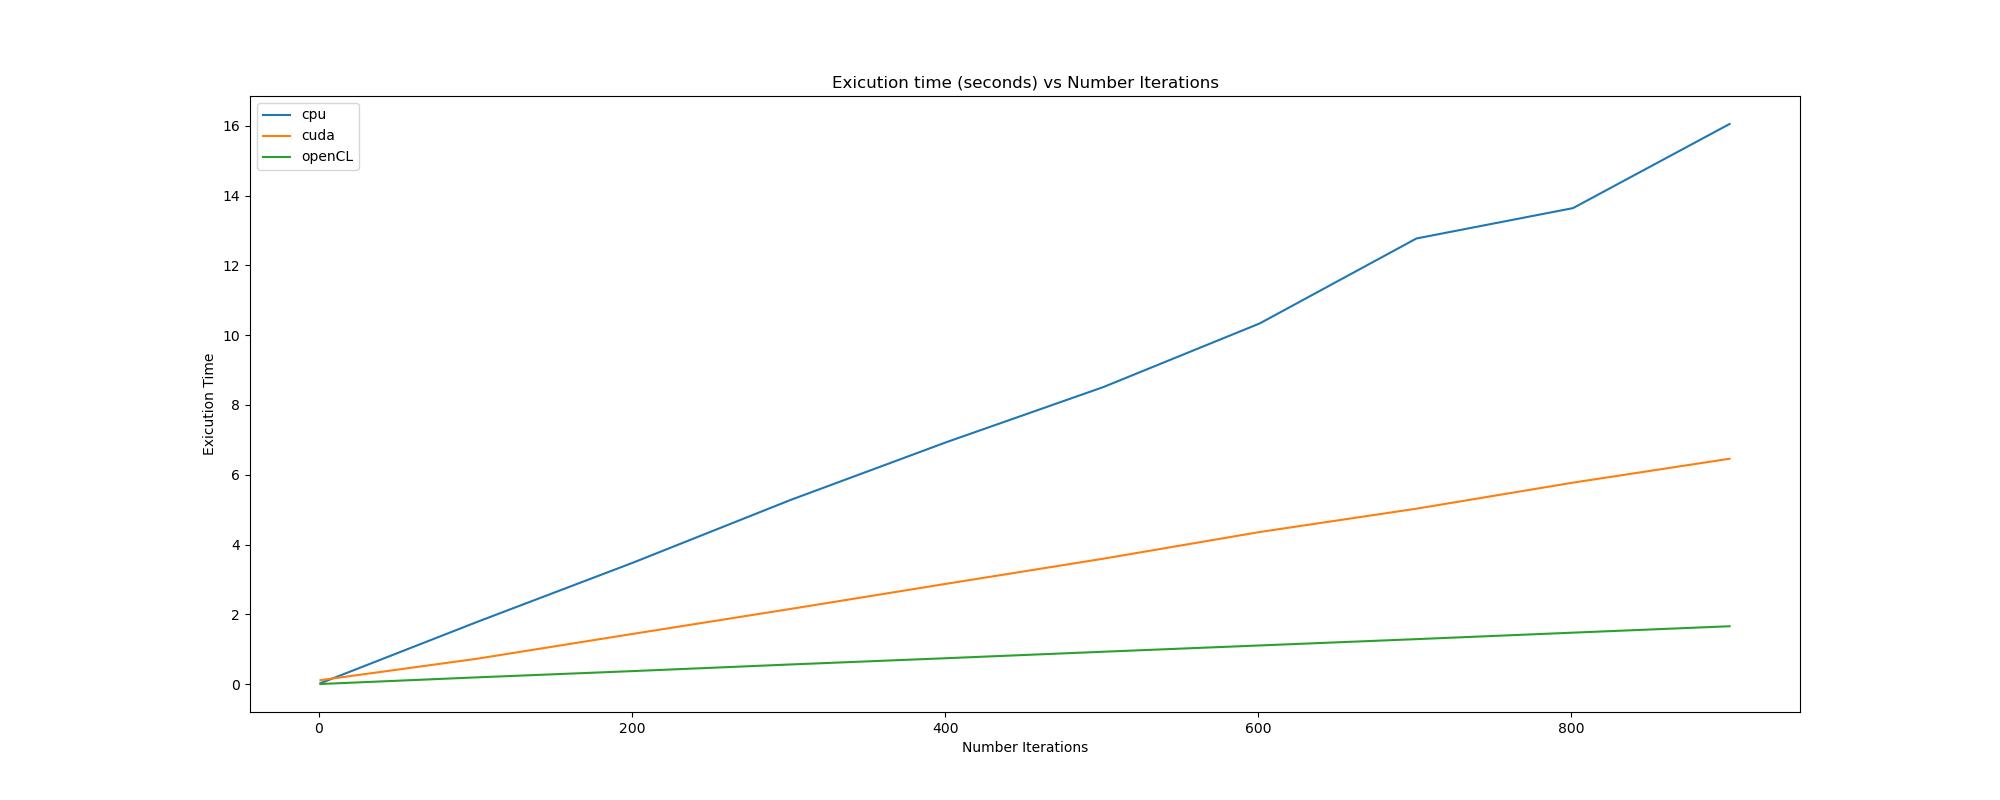 Exicution time (seconds) vs Number Iterations
cpu
cuda
openCL
16
14
12
10
8
6
4
2
0
Exicution Time
0 200 400 600 800
Number Iterations